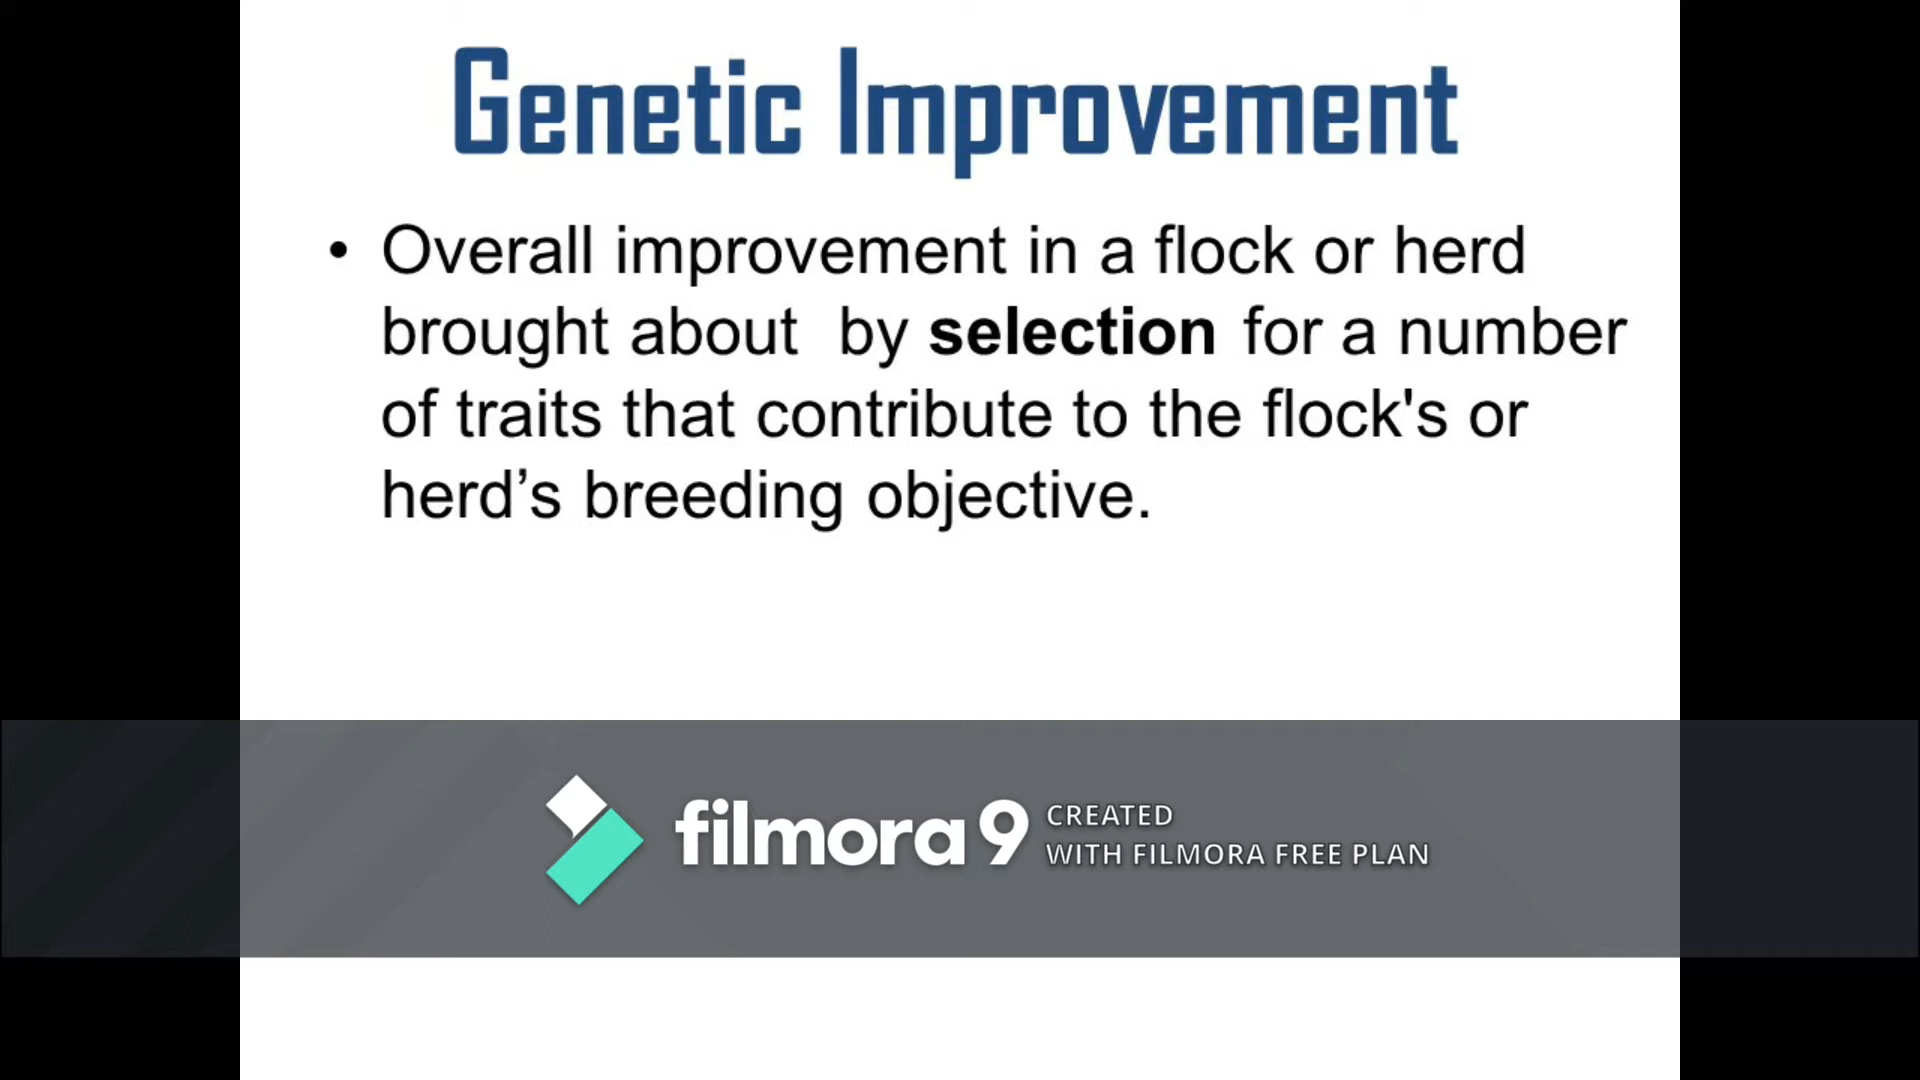 Genetic Improvement
• Overall improvement in a flock or herd
brought about  by selection for a number
of traits that contribute to the flock's or
herd’s breeding objective.
filmora 9 CREATED
WITH FILMORA FREE PLAN